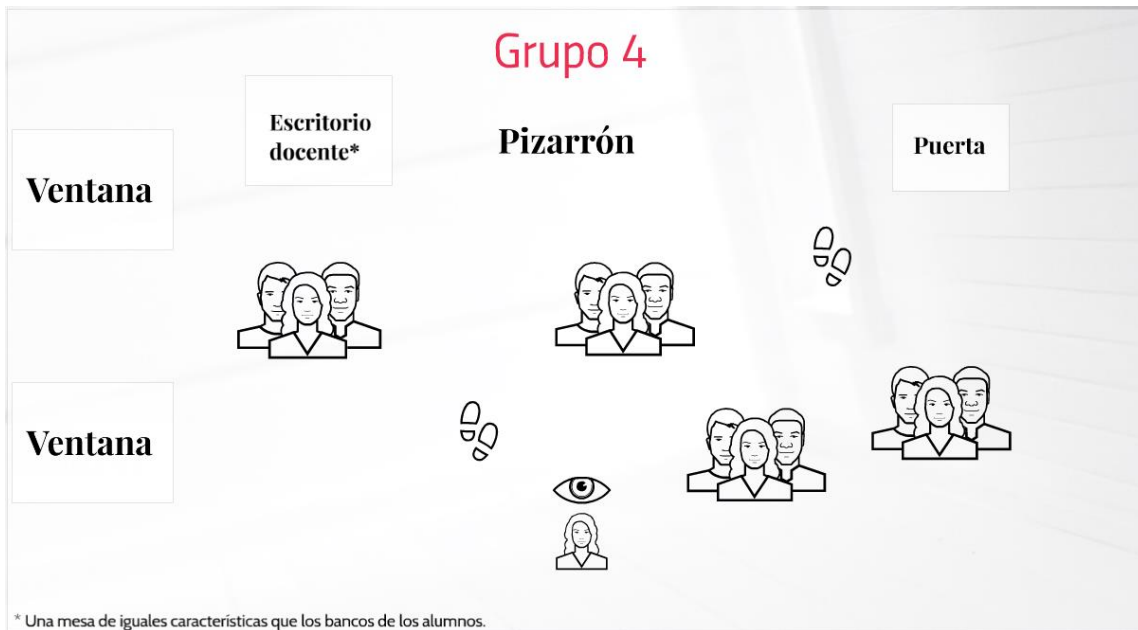 Grupo 4
Escritorio
docente*
Pizarrón
Puerta
Ventana
Ventana
* Una mesa de iguales características que los bancos de los alumnos.